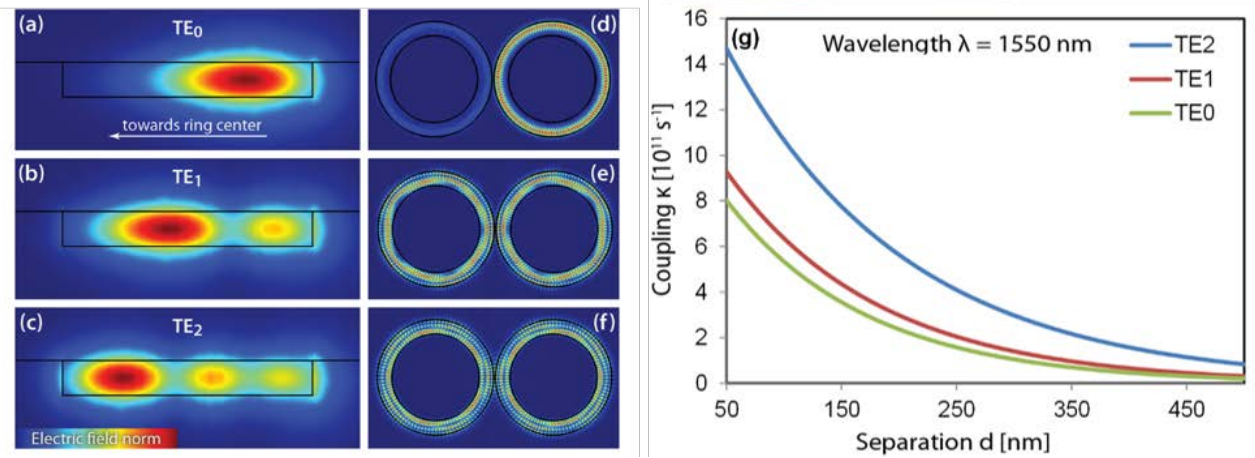 (a)
TE0
towards ring center
(b)
TE1
(c)
TE2
Electric field norm
(d)
(e)
(f)
(g)
Wavelength λ = 1550 nm
TE2
TE1
TE0
Coupling κ [10¹¹ s⁻¹]
16
14
12
10
8
6
4
2
0
50
150
250
350
450
Separation d [nm]